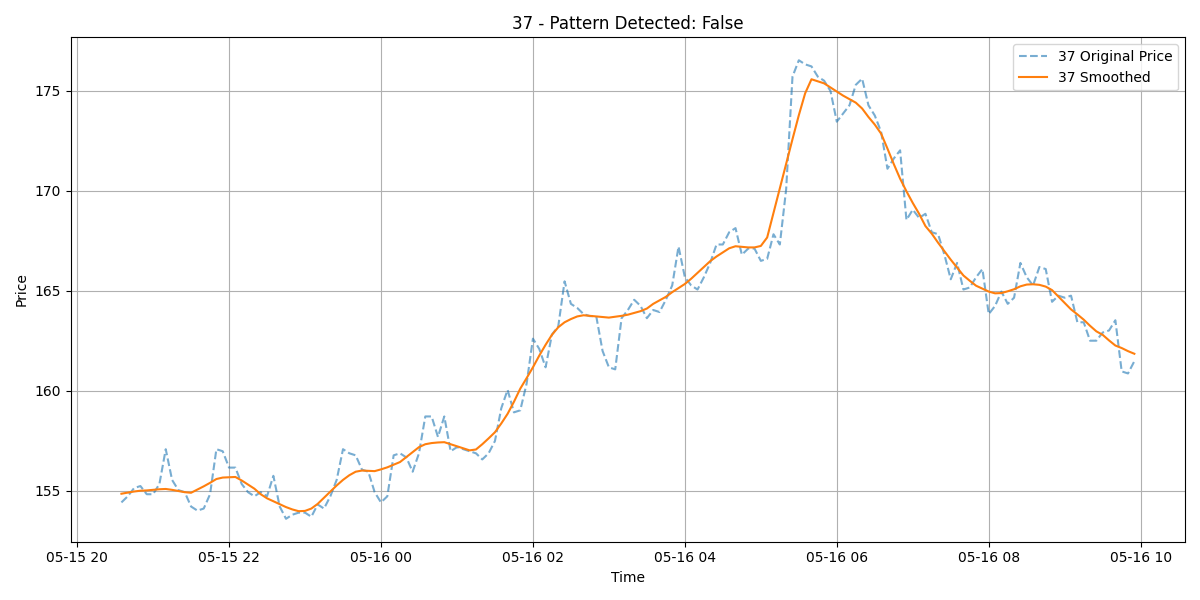 37 - Pattern Detected: False
37 Original Price
37 Smoothed
175
170
165
160
155
Price
05-15 20
05-15 22
05-16 00
05-16 02
05-16 04
05-16 06
05-16 08
05-16 10
Time